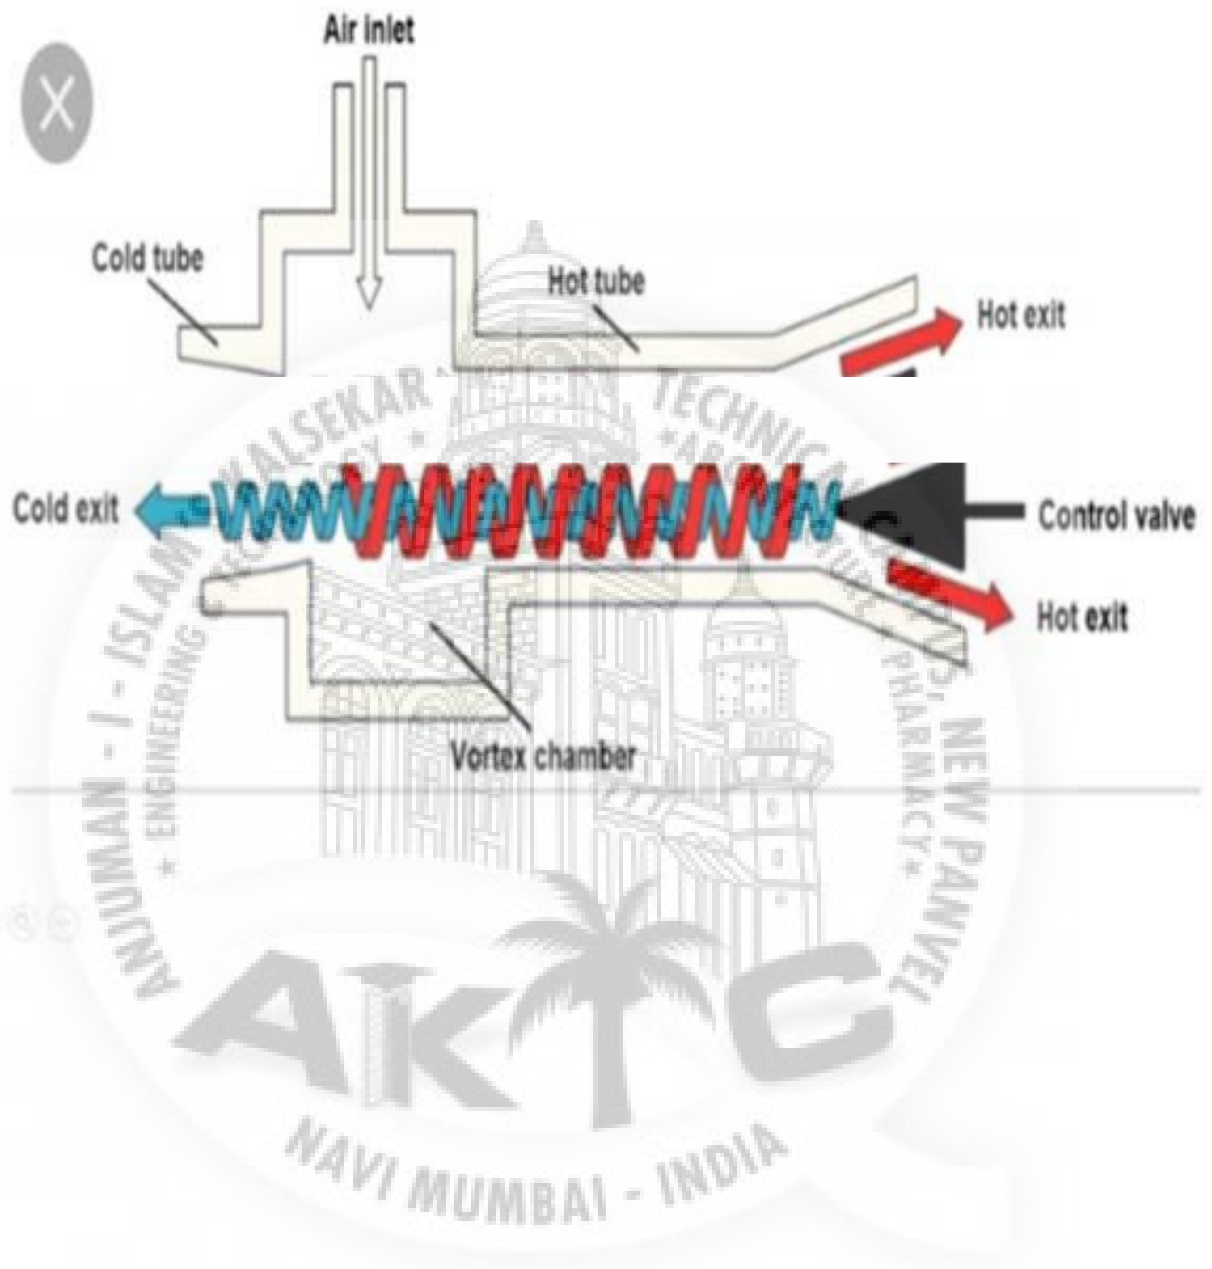 Air inlet
Cold tube
Hot tube
Hot exit
Cold exit
Control valve
Hot exit
Vortex chamber
ANJUMAN - I - ISLAM KALSEKAR TECHNICAL CAMPUS, NEW PANVEL
* ENGINEERING & TECHNOLOGY * ARCHITECTURE * PHARMACY *
AKTC
NAVI MUMBAI - INDIA